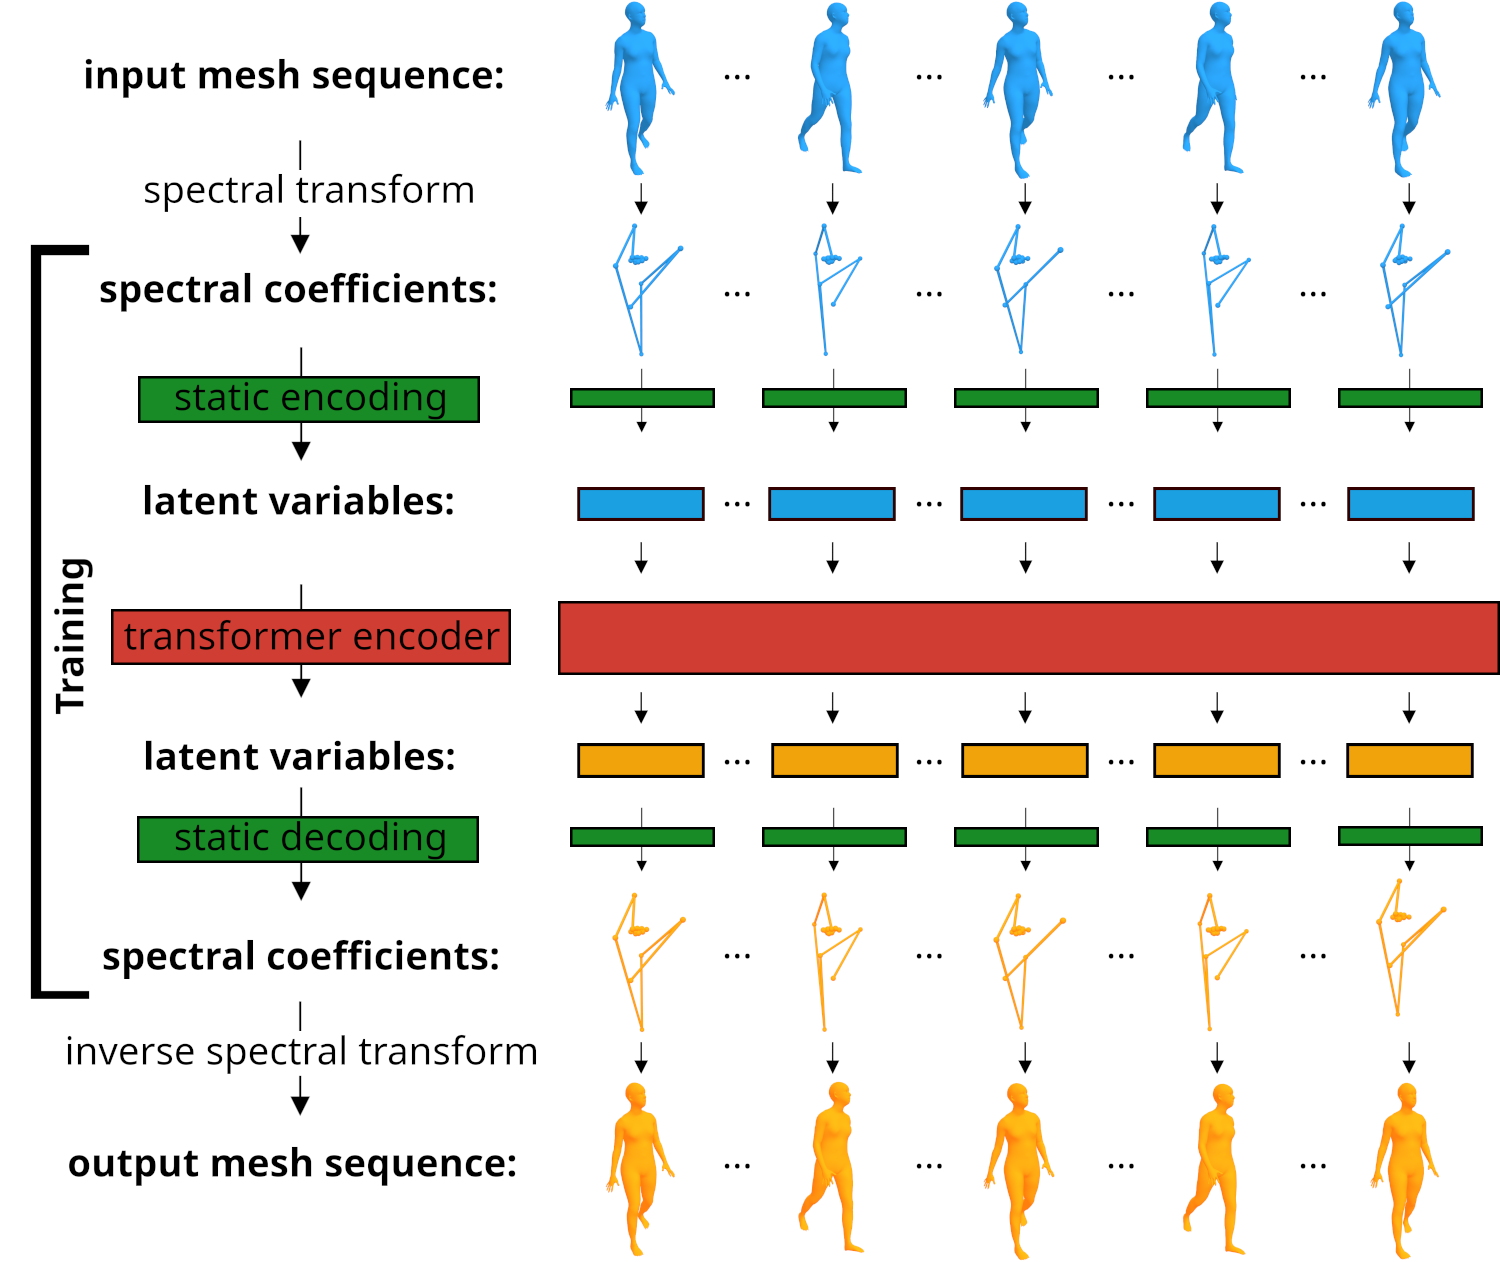 input mesh sequence:
... ... ... ...
spectral transform
spectral coefficients:
... ... ... ...
static encoding
latent variables:
... ... ... ...
Training
transformer encoder
latent variables:
... ... ... ...
static decoding
spectral coefficients:
... ... ... ...
inverse spectral transform
output mesh sequence:
... ... ... ...